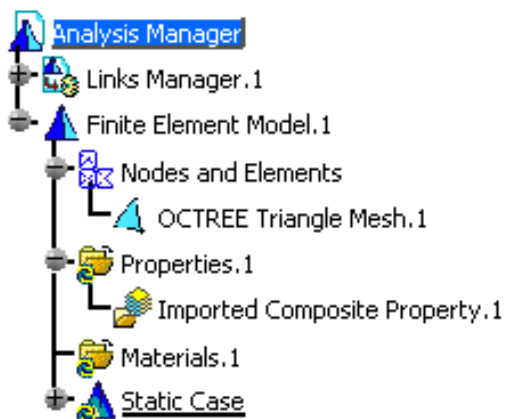 Analysis Manager
Links Manager.1
Finite Element Model.1
Nodes and Elements
OCTREE Triangle Mesh.1
Properties.1
Imported Composite Property.1
Materials.1
Static Case